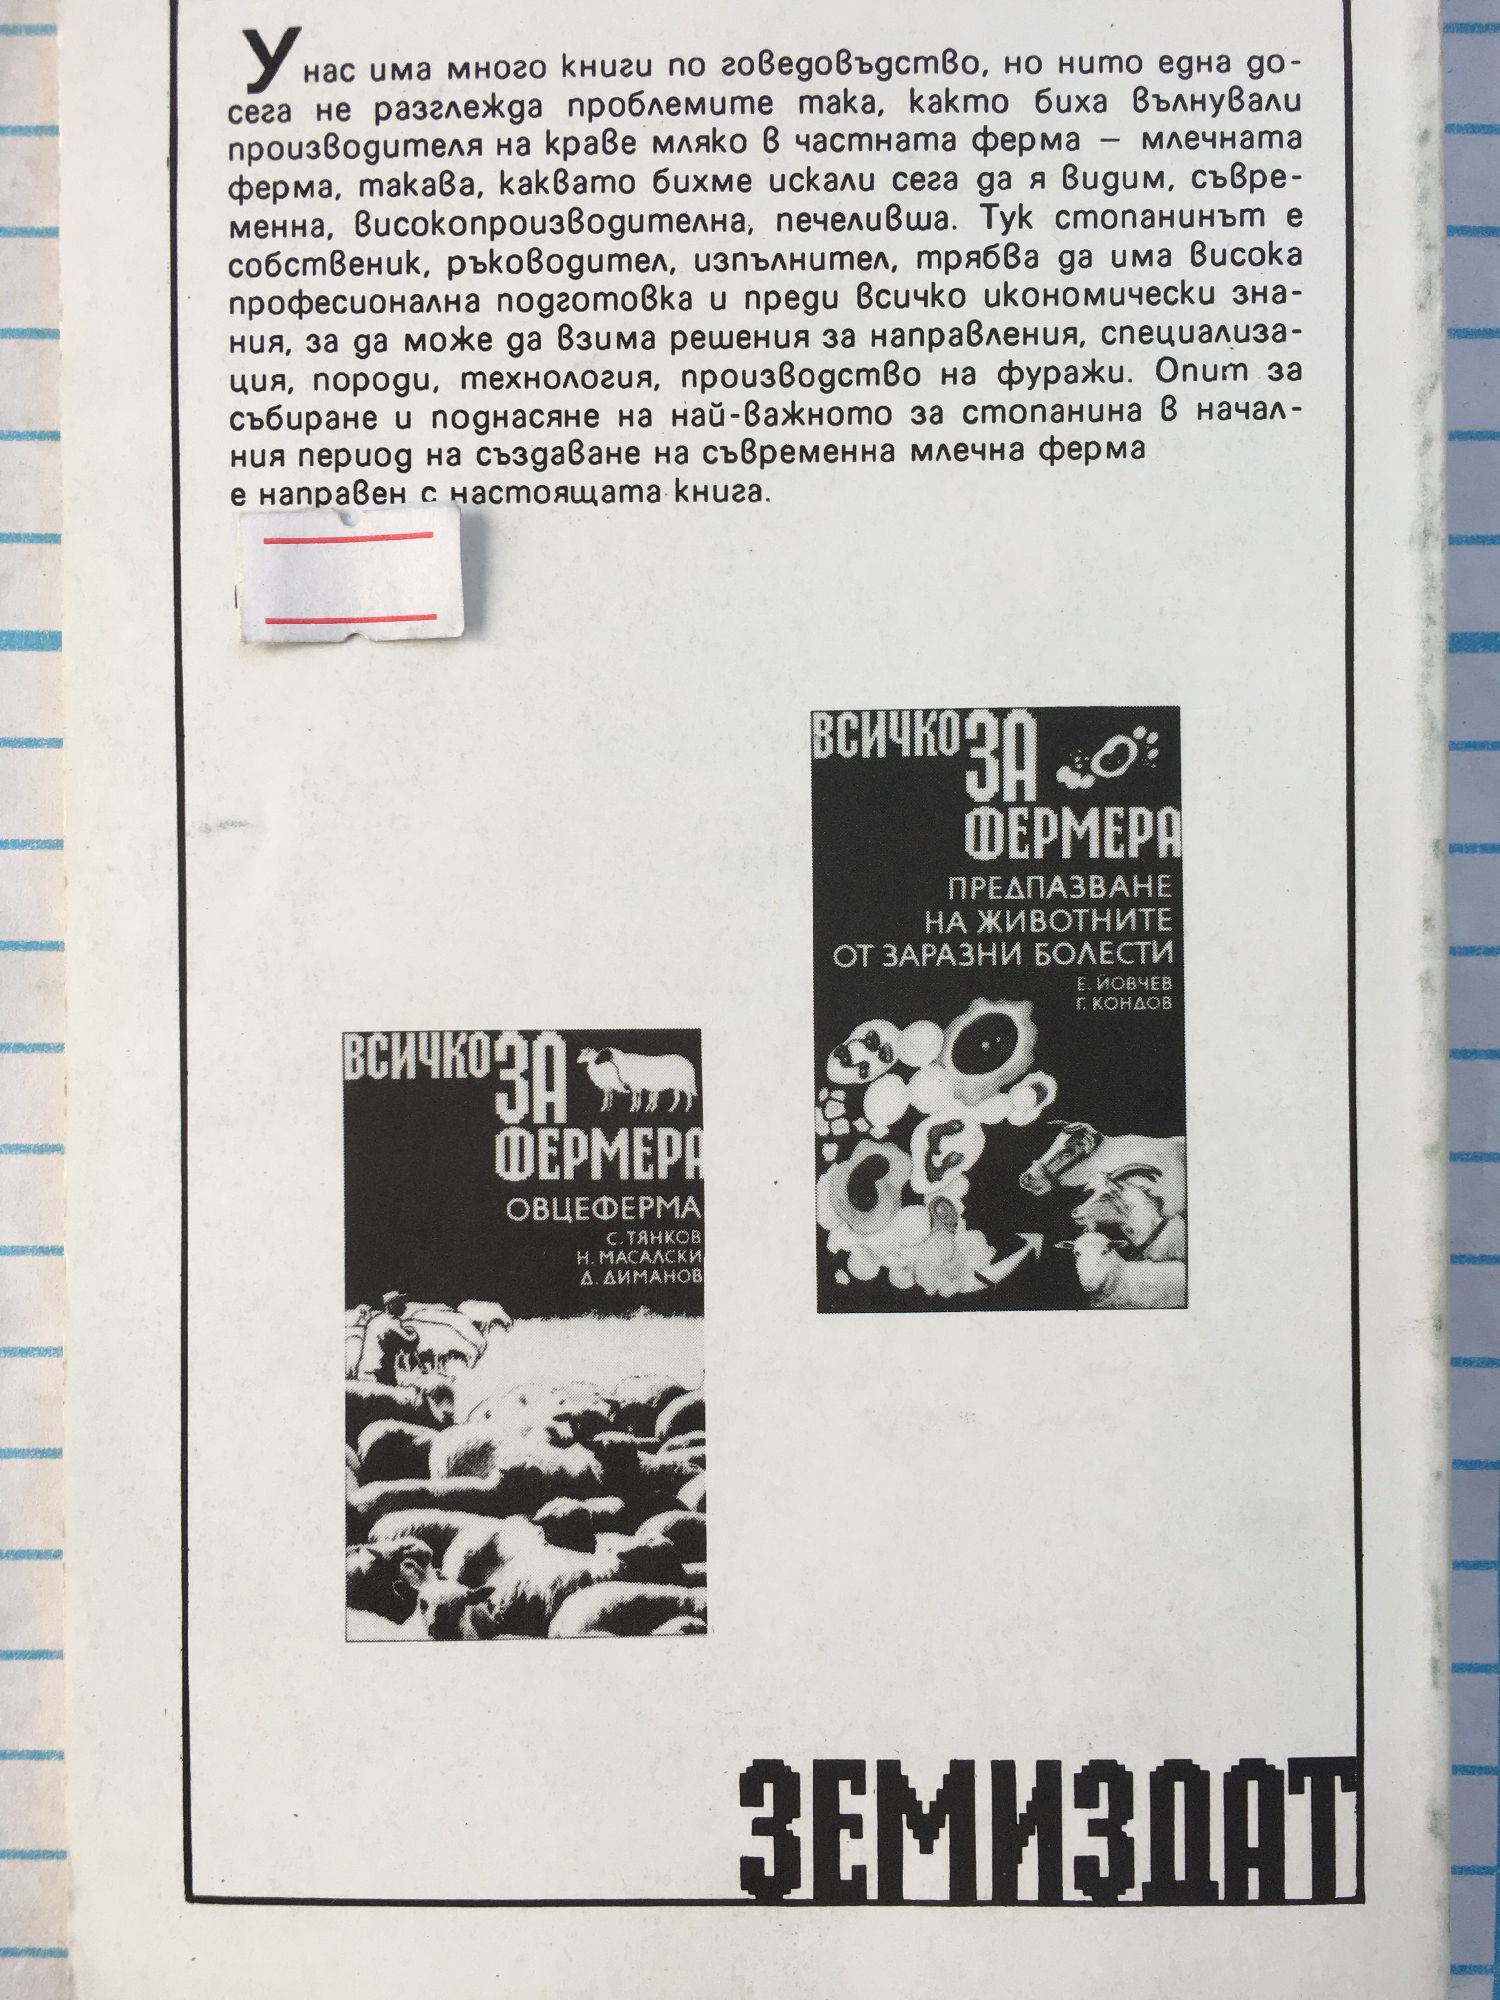 У нас има много книги по говедовъдство, но нито една до-
сега не разглежда проблемите така, както биха вълнували
производителя на краве мляко в частната ферма – млечната
ферма, такава, каквато бихме искали сега да я видим, съвре-
менна, високопроизводителна, печеливша. Тук стопанинът е
собственик, ръководител, изпълнител, трябва да има висока
професионална подготовка и преди всичко икономически зна-
ния, за да може да взима решения за направления, специализа-
ция, породи, технология, производство на фуражи. Опит за
събиране и поднасяне на най-важното за стопанина в начал-
ния период на създаване на съвременна млечна ферма
е направен с настоящата книга.
ВСИЧКО ЗА
ФЕРМЕРА
ПРЕДПАЗВАНЕ
НА ЖИВОТНИТЕ
ОТ ЗАРАЗНИ БОЛЕСТИ
Е. ЙОВЧЕВ
Г. КОНДОВ
ВСИЧКО ЗА
ФЕРМЕРА
ОВЦЕФЕРМА
С. ТЯНКОВ
Н. МАСАЛСКИ
Д. ДИМАНОВ
ЗЕМИЗДАТ